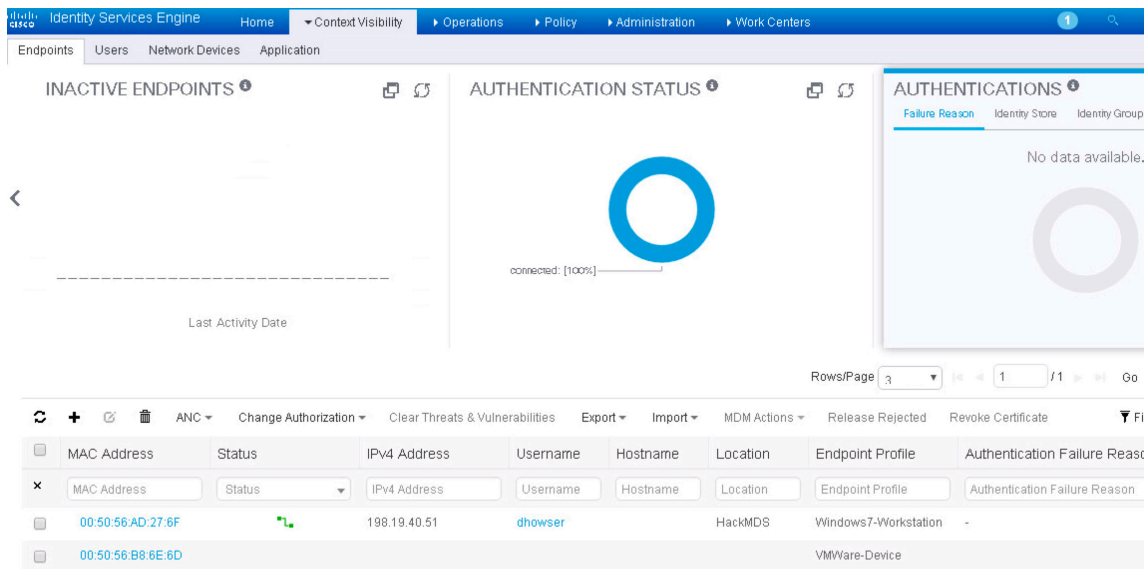 cisco Identity Services Engine Home Context Visibility Operations Policy Administration Work Centers 1
Endpoints Users Network Devices Application
INACTIVE ENDPOINTS
Last Activity Date
AUTHENTICATION STATUS
connected: [100%]
AUTHENTICATIONS
Failure Reason Identity Store Identity Group
No data available.
Rows/Page 3 1 /1 Go
ANC Change Authorization Clear Threats & Vulnerabilities Export Import MDM Actions Release Rejected Revoke Certificate Fi
MAC Address Status IPv4 Address Username Hostname Location Endpoint Profile Authentication Failure Reaso
MAC Address Status IPv4 Address Username Hostname Location Endpoint Profile Authentication Failure Reason
00:50:56:AD:27:6F 198.19.40.51 dhowser HackMDS Windows7-Workstation -
00:50:56:B8:6E:6D VMWare-Device